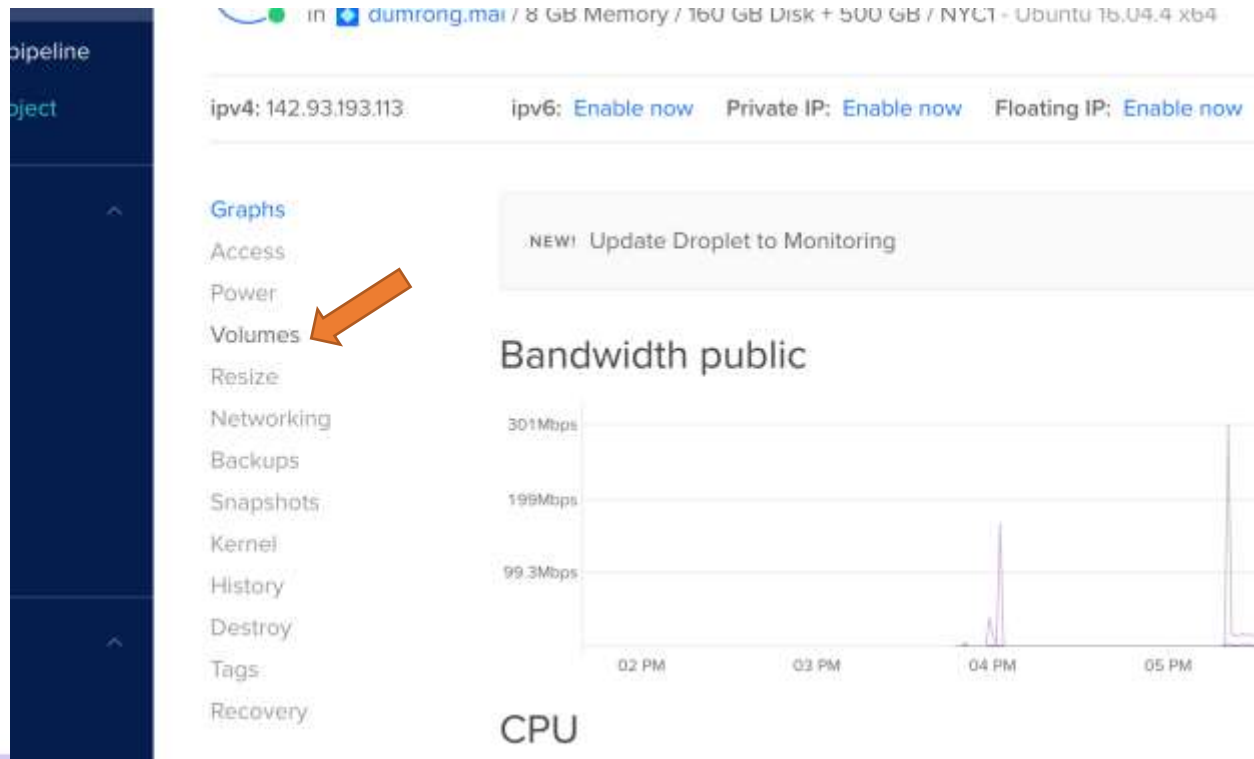 in dumrong.mai / 8 GB Memory / 160 GB Disk + 500 GB / NYC1 - Ubuntu 16.04.4 x64
pipeline
oject
ipv4: 142.93.193.113 ipv6: Enable now Private IP: Enable now Floating IP: Enable now
Graphs
Access
Power
Volumes
Resize
Networking
Backups
Snapshots
Kernel
History
Destroy
Tags
Recovery
NEW! Update Droplet to Monitoring
Bandwidth public
301Mbps
199Mbps
99.3Mbps
02 PM 03 PM 04 PM 05 PM
CPU